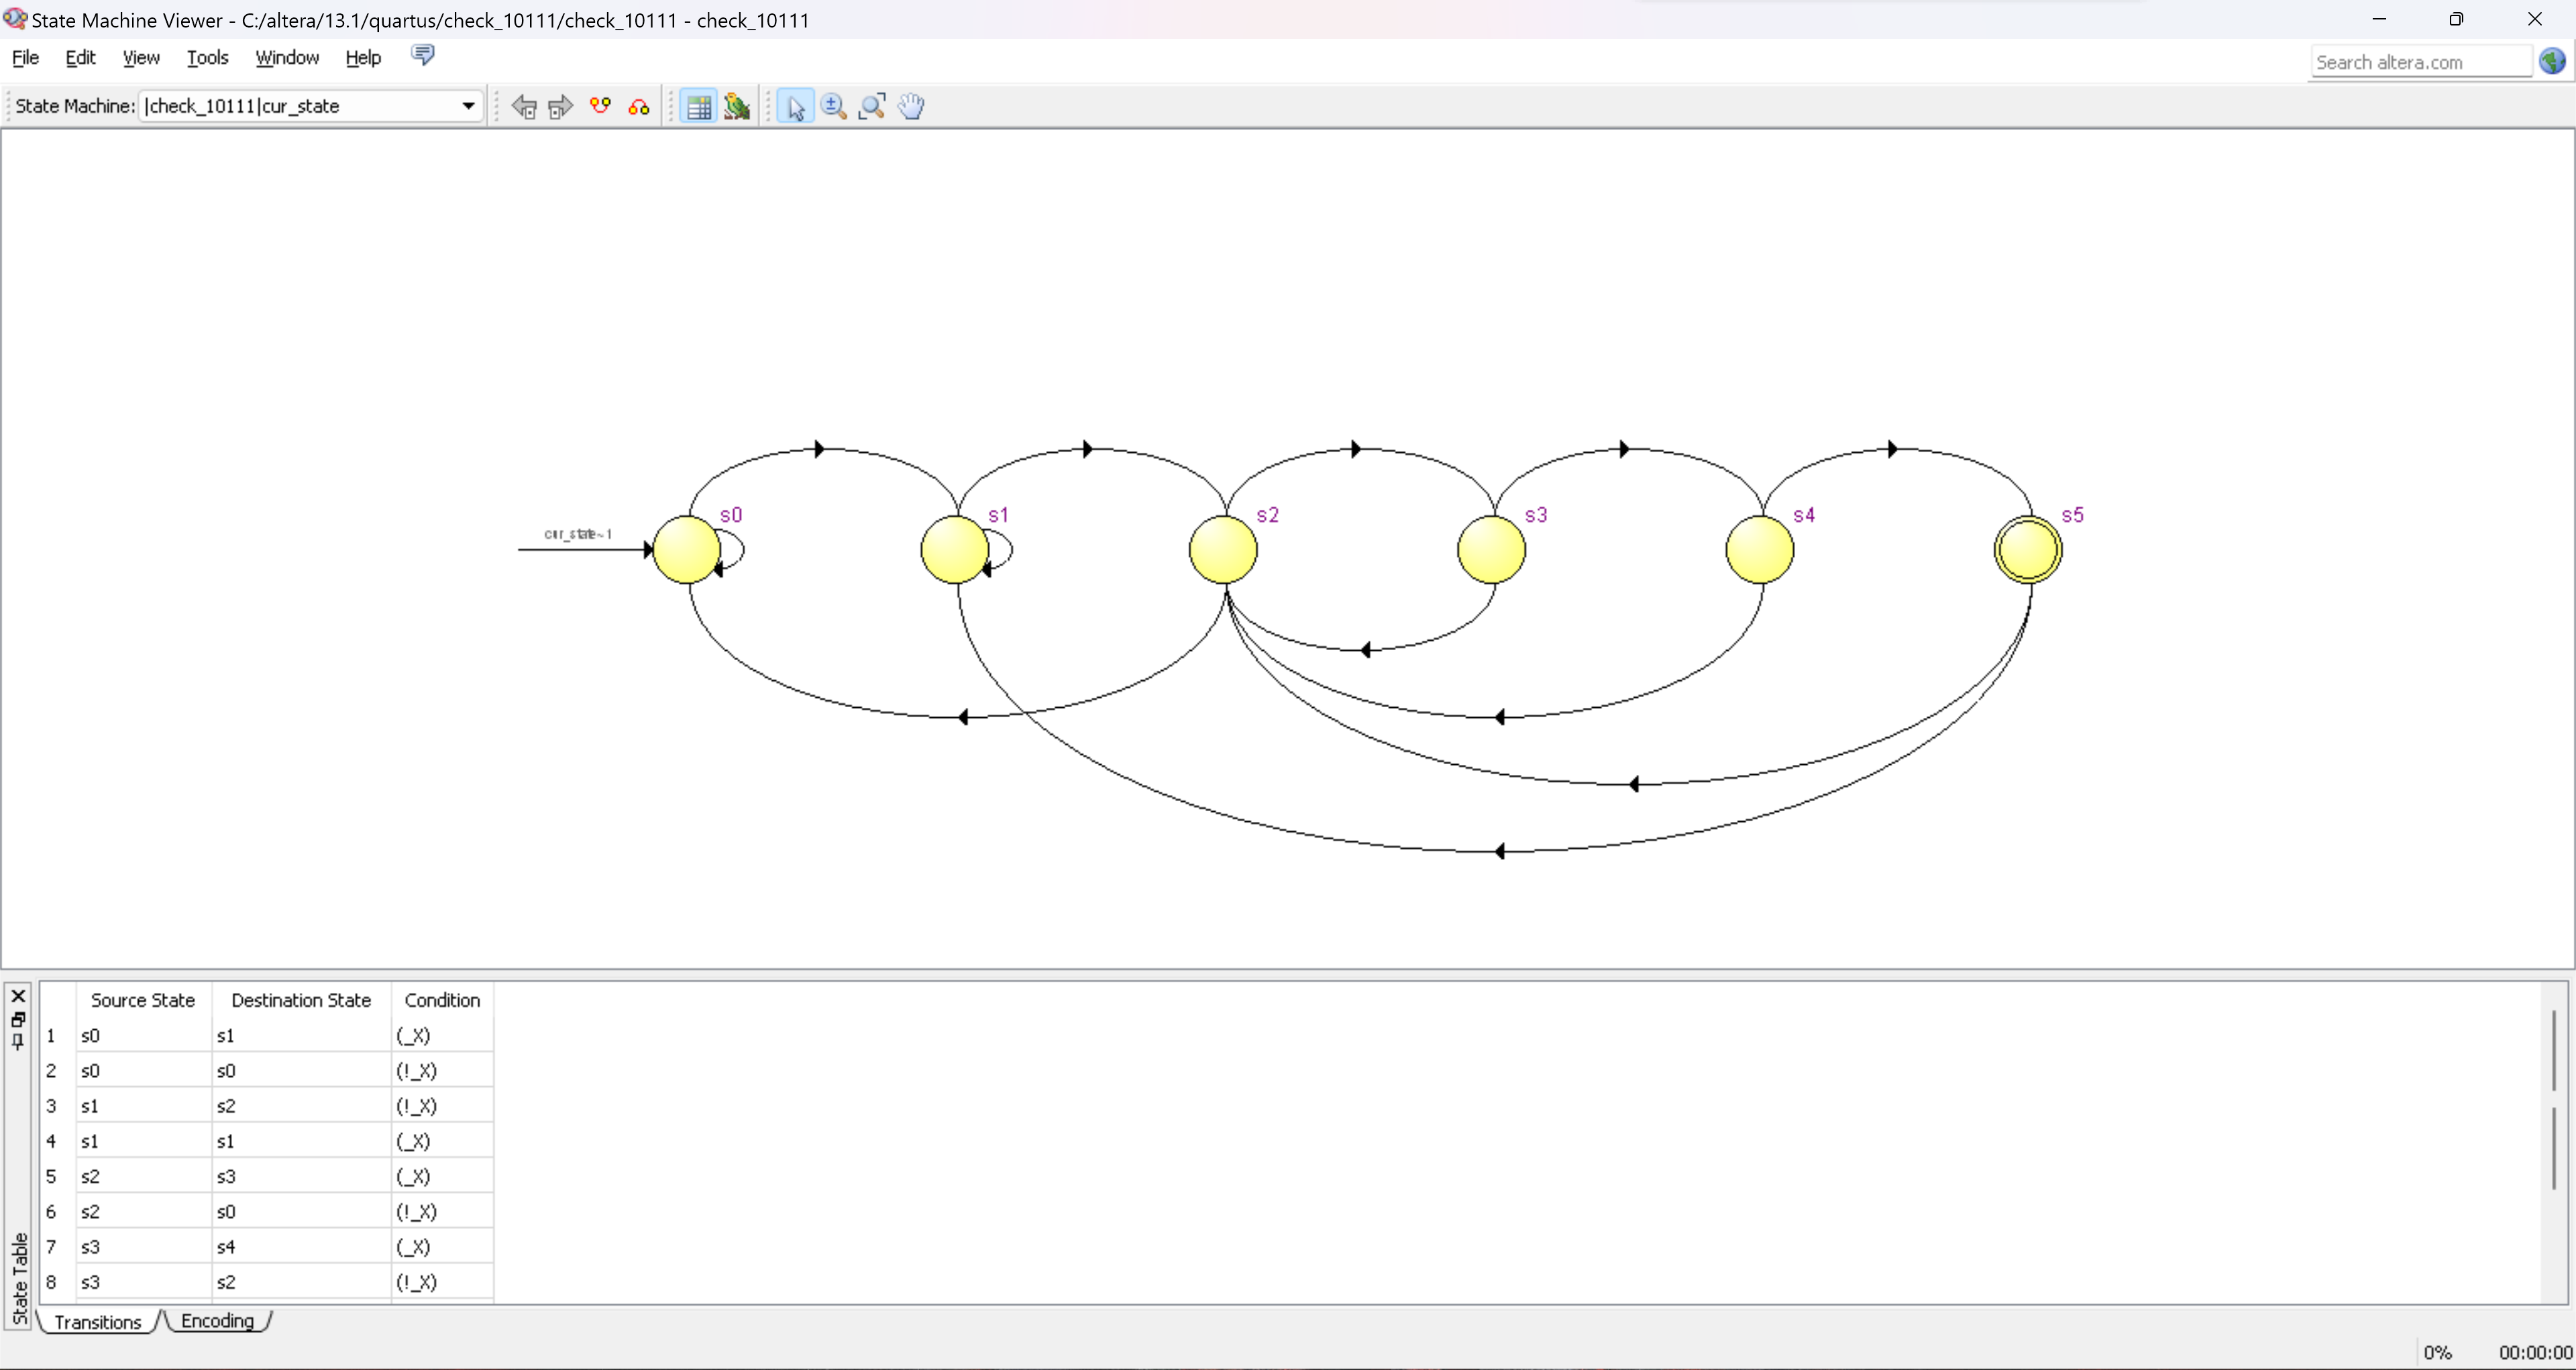 State Machine Viewer - C:/altera/13.1/quartus/check_10111/check_10111 - check_10111
File Edit View Tools Window Help
Search altera.com
State Machine: |check_10111|cur_state
s0 s1 s2 s3 s4 s5
cur_state~1
Source State Destination State Condition
1 s0 s1 (_X)
2 s0 s0 (!_X)
3 s1 s2 (!_X)
4 s1 s1 (_X)
5 s2 s3 (_X)
6 s2 s0 (!_X)
7 s3 s4 (_X)
8 s3 s2 (!_X)
State Table
Transitions Encoding
0% 00:00:00